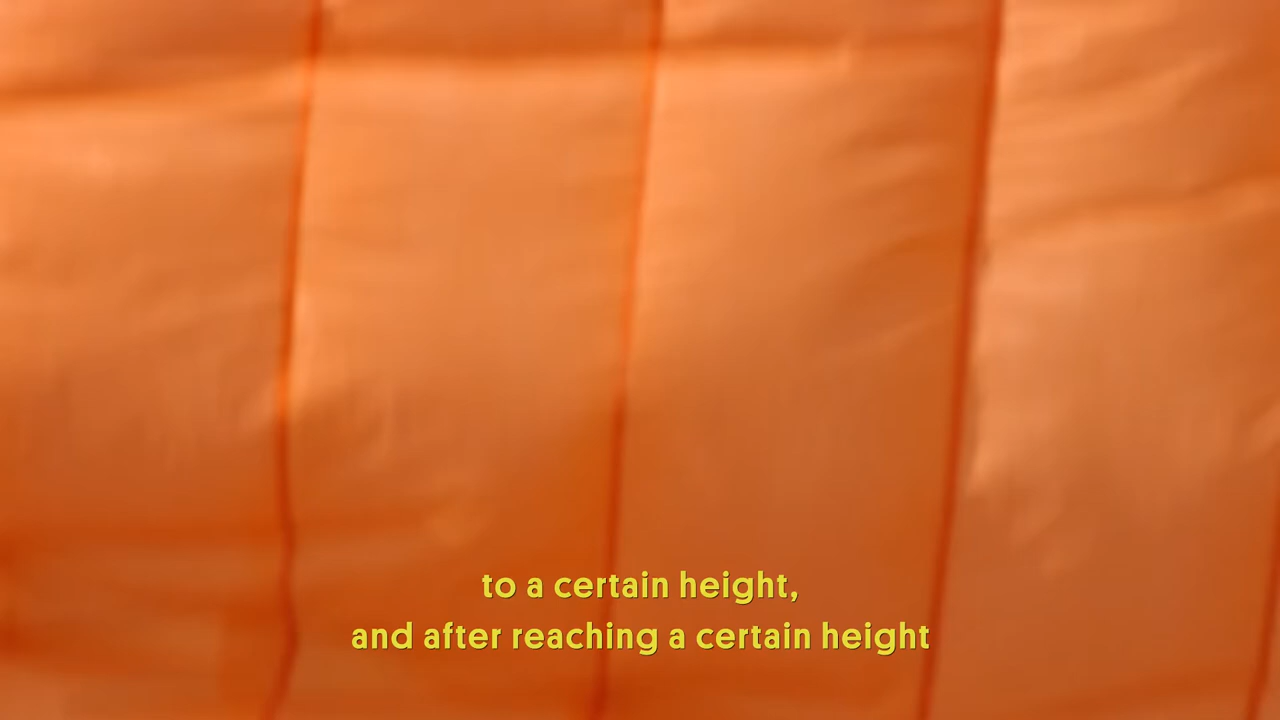 to a certain height,
and after reaching a certain height